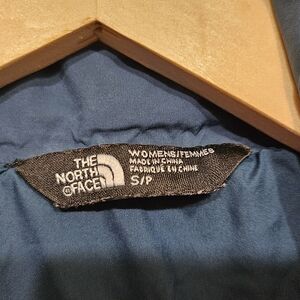 THE
NORTH
FACE
WOMENS/FEMMES
MADE IN CHINA
FABRIQUE EN CHINE
S/P